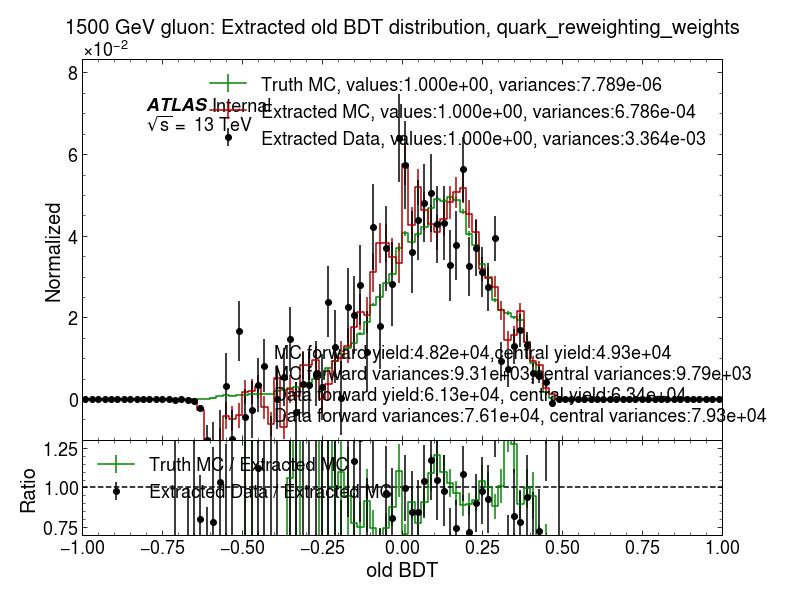 1500 GeV gluon: Extracted old BDT distribution, quark_reweighting_weights
×10⁻²
8
6
4
2
0
Normalized
ATLAS Internal
√s = 13 TeV
Truth MC, values:1.000e+00, variances:7.789e-06
Extracted MC, values:1.000e+00, variances:6.786e-04
Extracted Data, values:1.000e+00, variances:3.364e-03
MC forward yield:4.82e+04,central yield:4.93e+04
MC forward variances:9.31e+03central variances:9.79e+03
Data forward yield:6.13e+04, central yield:6.34e+04
Data forward variances:7.61e+04, central variances:7.93e+04
1.25
1.00
0.75
Ratio
Truth MC / Extracted MC
Extracted Data / Extracted MC
−1.00 −0.75 −0.50 −0.25 0.00 0.25 0.50 0.75 1.00
old BDT